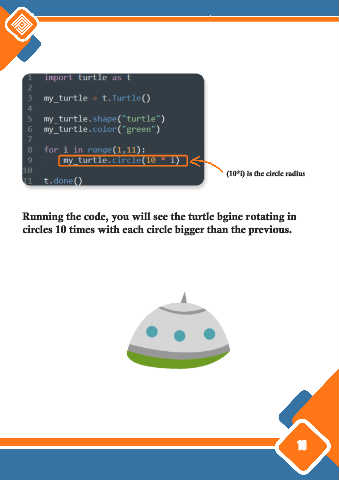 1 import turtle as t
2
3 my_turtle = t.Turtle()
4
5 my_turtle.shape("turtle")
6 my_turtle.color("green")
7
8 for i in range(1,11):
9 my_turtle.circle(10 * i)
10
11 t.done()
(10*i) is the circle radius
Running the code, you will see the turtle bgine rotating in
circles 10 times with each circle bigger than the previous.